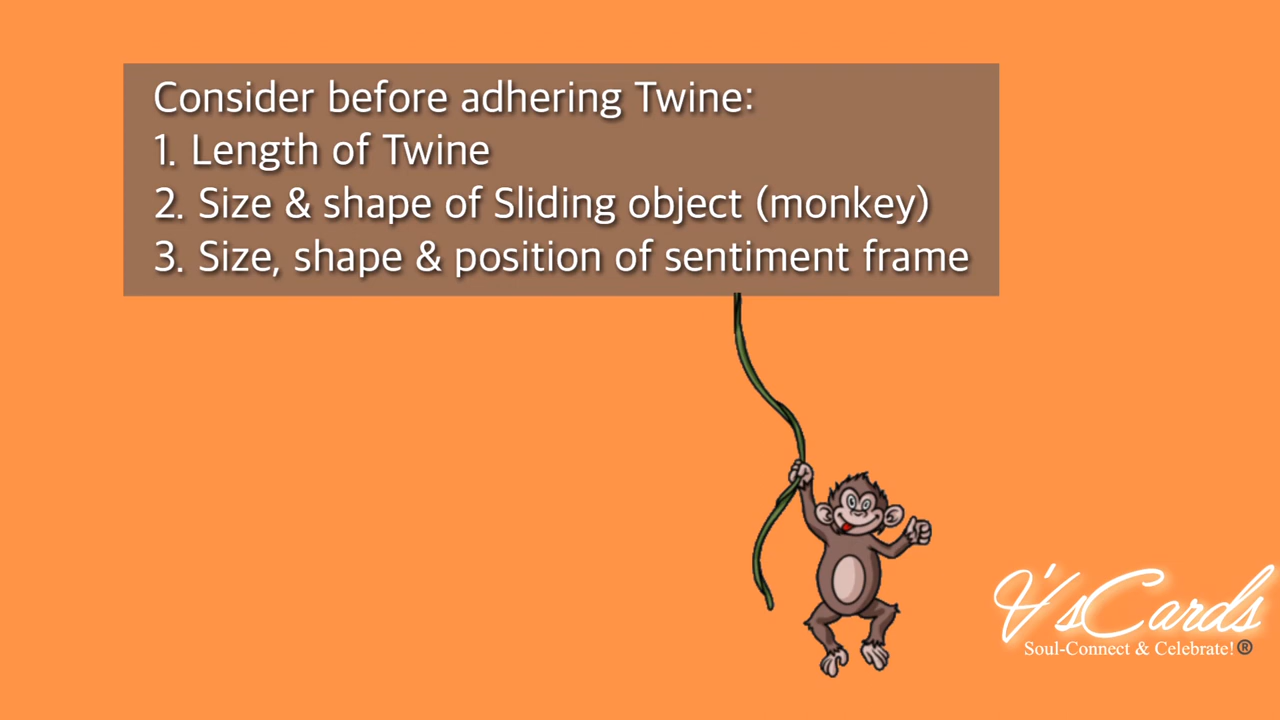 Consider before adhering Twine:
1. Length of Twine
2. Size & shape of Sliding object (monkey)
3. Size, shape & position of sentiment frame
V'sCards
Soul-Connect & Celebrate!®